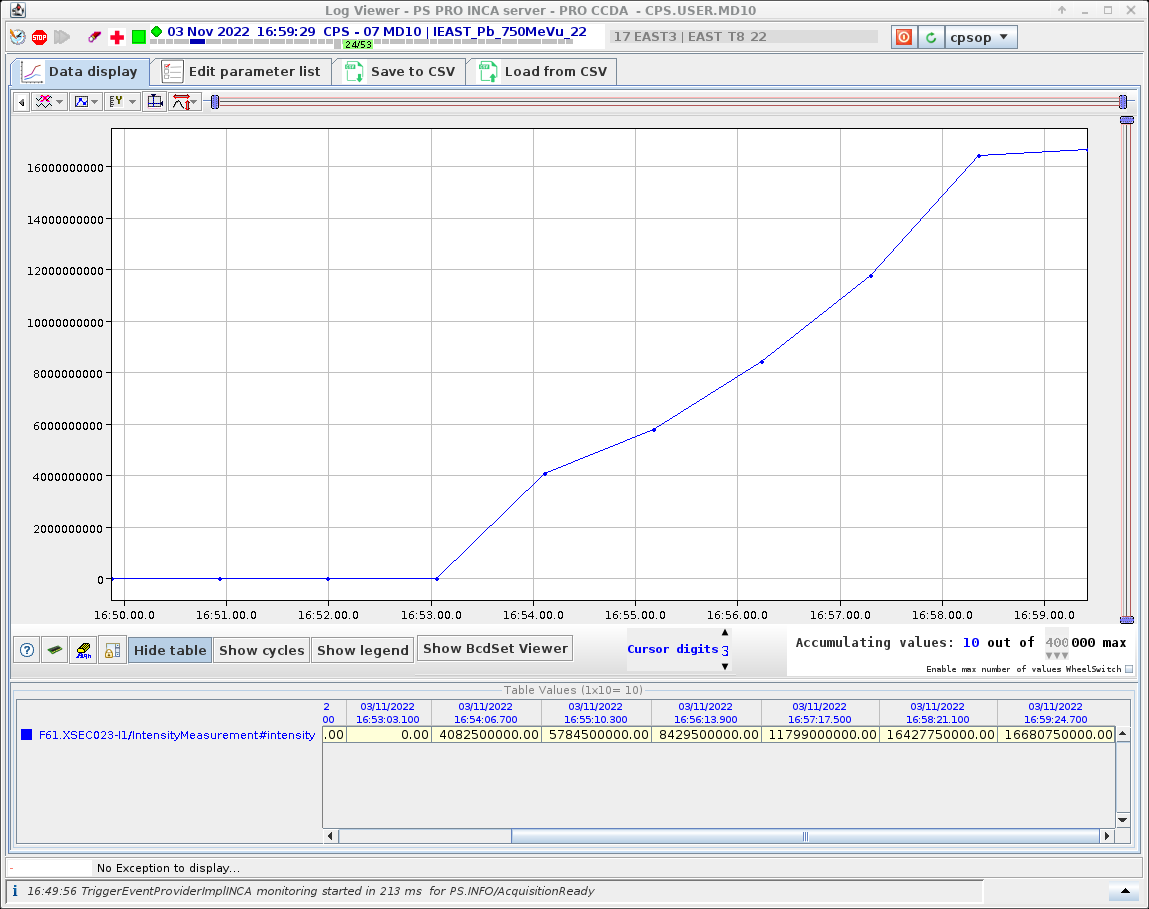 Log Viewer - PS PRO INCA server - PRO CCDA - CPS.USER.MD10
STOP
03 Nov 2022 16:59:29 CPS - 07 MD10 | IEAST_Pb_750MeVu_22
24/53
17 EAST3 | EAST_T8_22
cpsop
Data display
Edit parameter list
Save to CSV
Load from CSV
16000000000
14000000000
12000000000
10000000000
8000000000
6000000000
4000000000
2000000000
0
16:50:00.0 16:51:00.0 16:52:00.0 16:53:00.0 16:54:00.0 16:55:00.0 16:56:00.0 16:57:00.0 16:58:00.0 16:59:00.0
Hide table
Show cycles
Show legend
Show BcdSet Viewer
Cursor digits 3
Accumulating values: 10 out of 400000 max
Enable max number of values WheelSwitch
Table Values (1x10= 10)
2 03/11/2022 03/11/2022 03/11/2022 03/11/2022 03/11/2022 03/11/2022 03/11/2022
00 16:53:03.100 16:54:06.700 16:55:10.300 16:56:13.900 16:57:17.500 16:58:21.100 16:59:24.700
F61.XSEC023-I1/IntensityMeasurement#intensity .00 0.00 4082500000.00 5784500000.00 8429500000.00 11799000000.00 16427750000.00 16680750000.00
- No Exception to display...
16:49:56 TriggerEventProviderImplINCA monitoring started in 213 ms for PS.INFO/AcquisitionReady